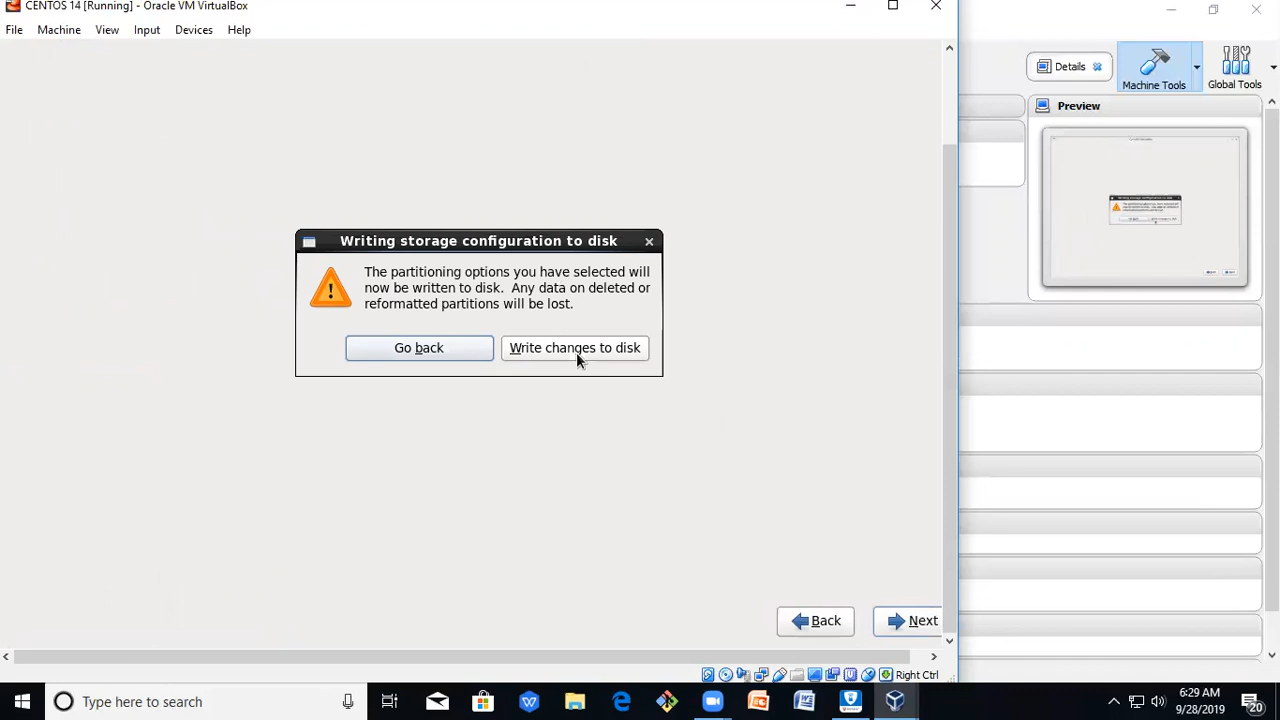 CENTOS 14 [Running] - Oracle VM VirtualBox
File Machine View Input Devices Help
Details
Machine Tools
Global Tools
Preview
Writing storage configuration to disk
The partitioning options you have selected will
now be written to disk. Any data on deleted or
reformatted partitions will be lost.
Go back
Write changes to disk
Back
Next
Right Ctrl
Type here to search
6:29 AM
9/28/2019
20